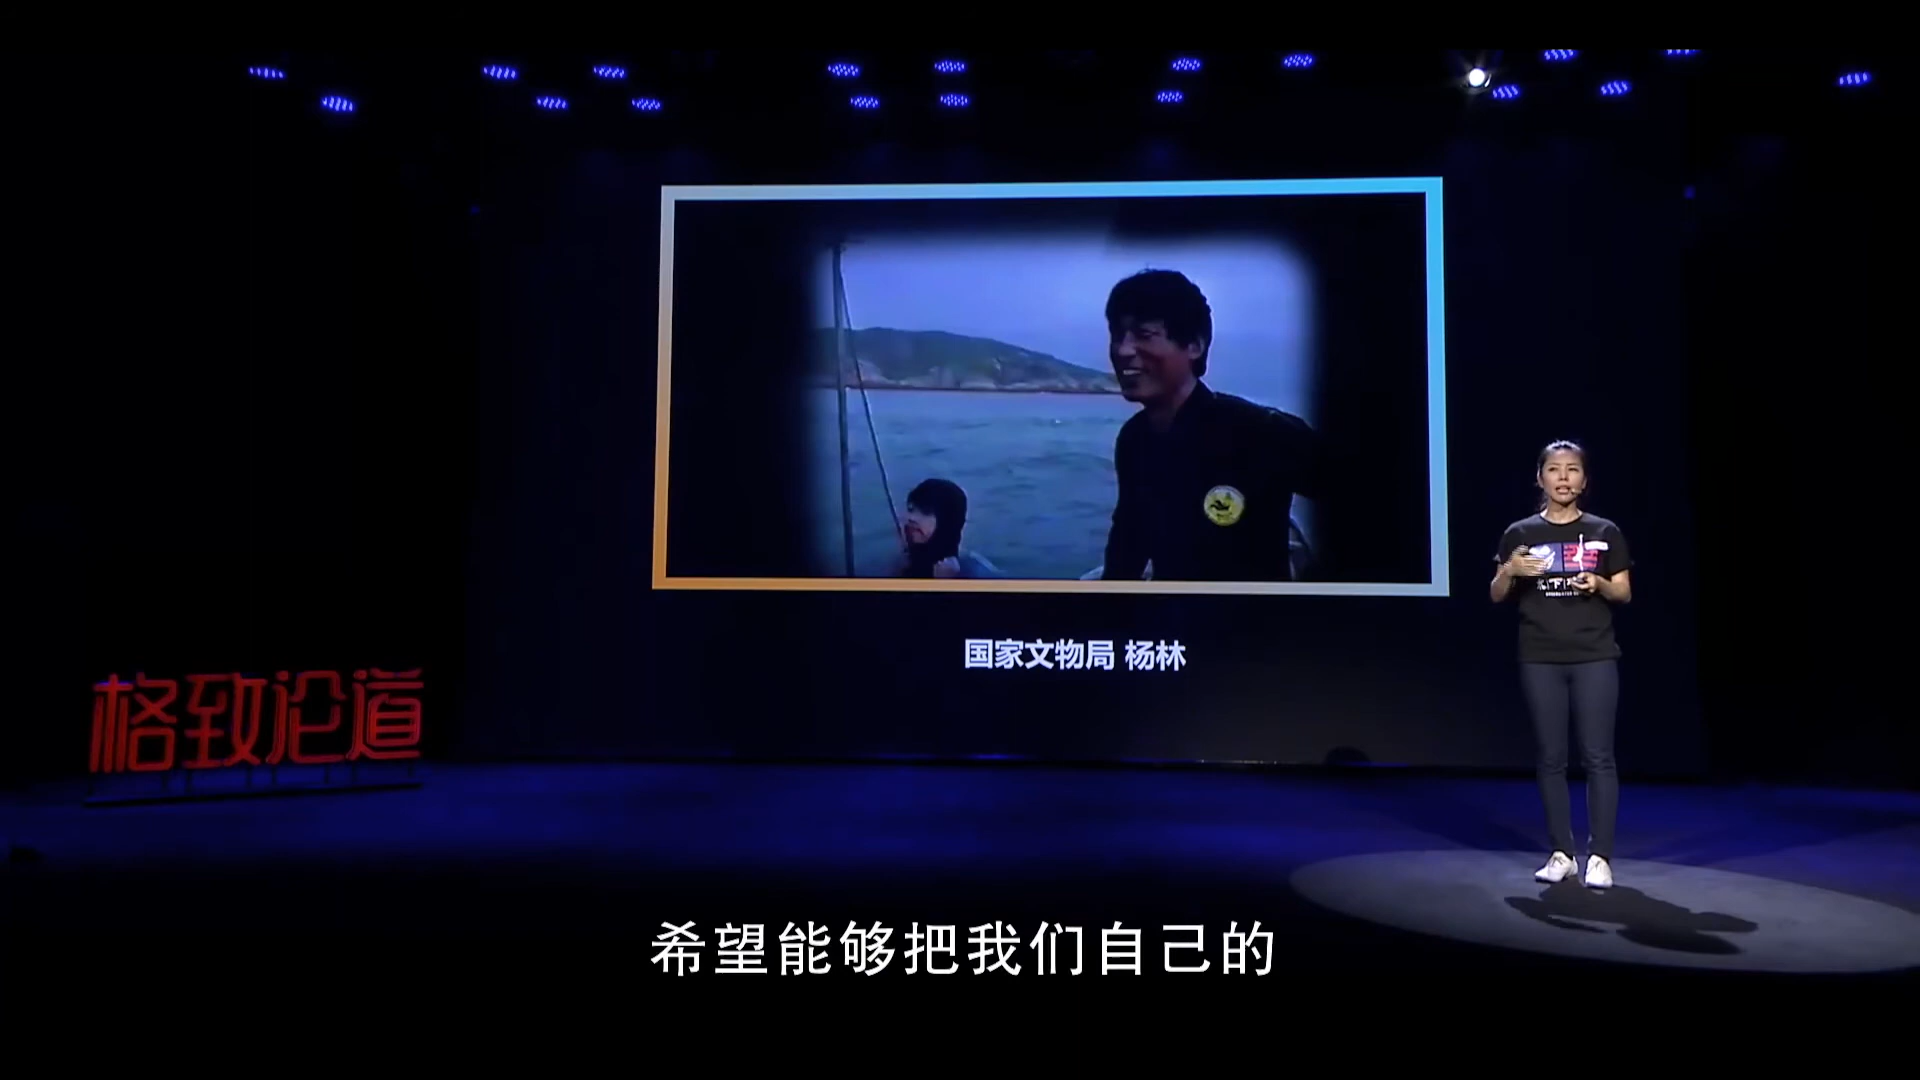 国家文物局 杨林
格致论道
希望能够把我们自己的